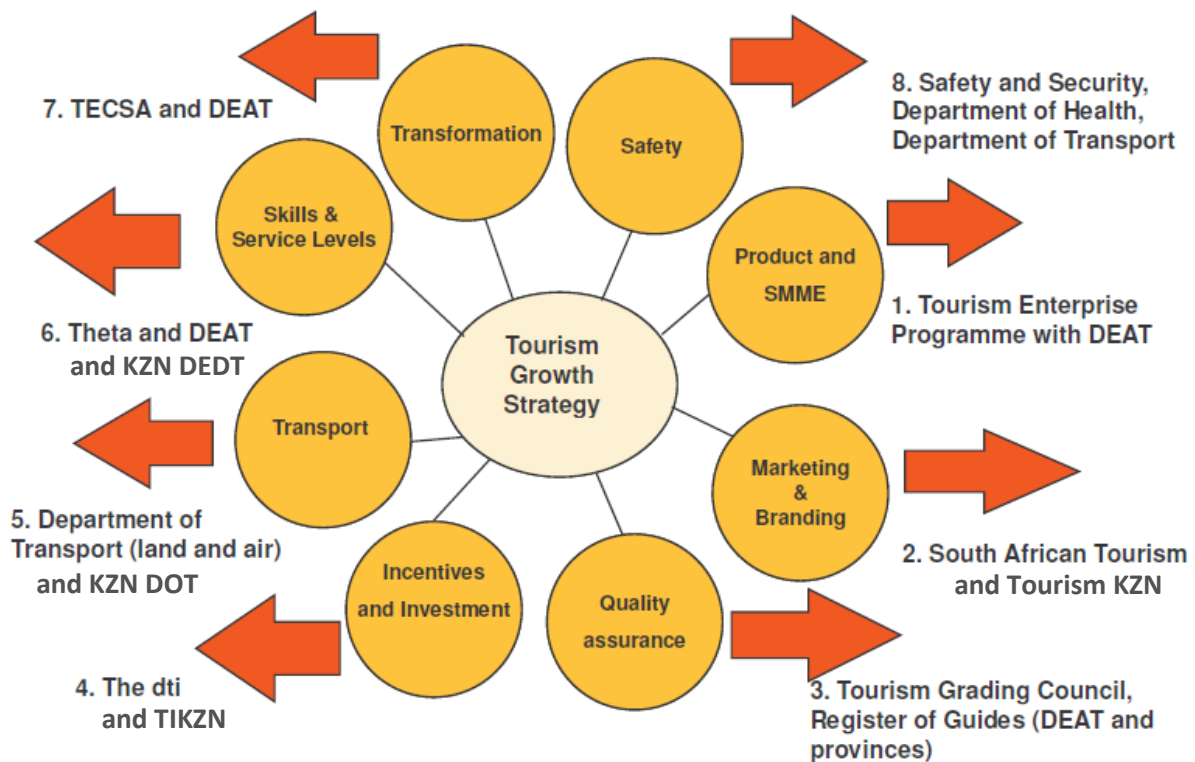 7. TECSA and DEAT
Transformation
Safety
8. Safety and Security,
Department of Health,
Department of Transport
Skills &
Service Levels
Product and
SMME
6. Theta and DEAT
and KZN DEDT
Tourism
Growth
Strategy
1. Tourism Enterprise
Programme with DEAT
Transport
Marketing
&
Branding
5. Department of
Transport (land and air)
and KZN DOT
2. South African Tourism
and Tourism KZN
Incentives
and Investment
Quality
assurance
4. The dti
and TIKZN
3. Tourism Grading Council,
Register of Guides (DEAT and
provinces)